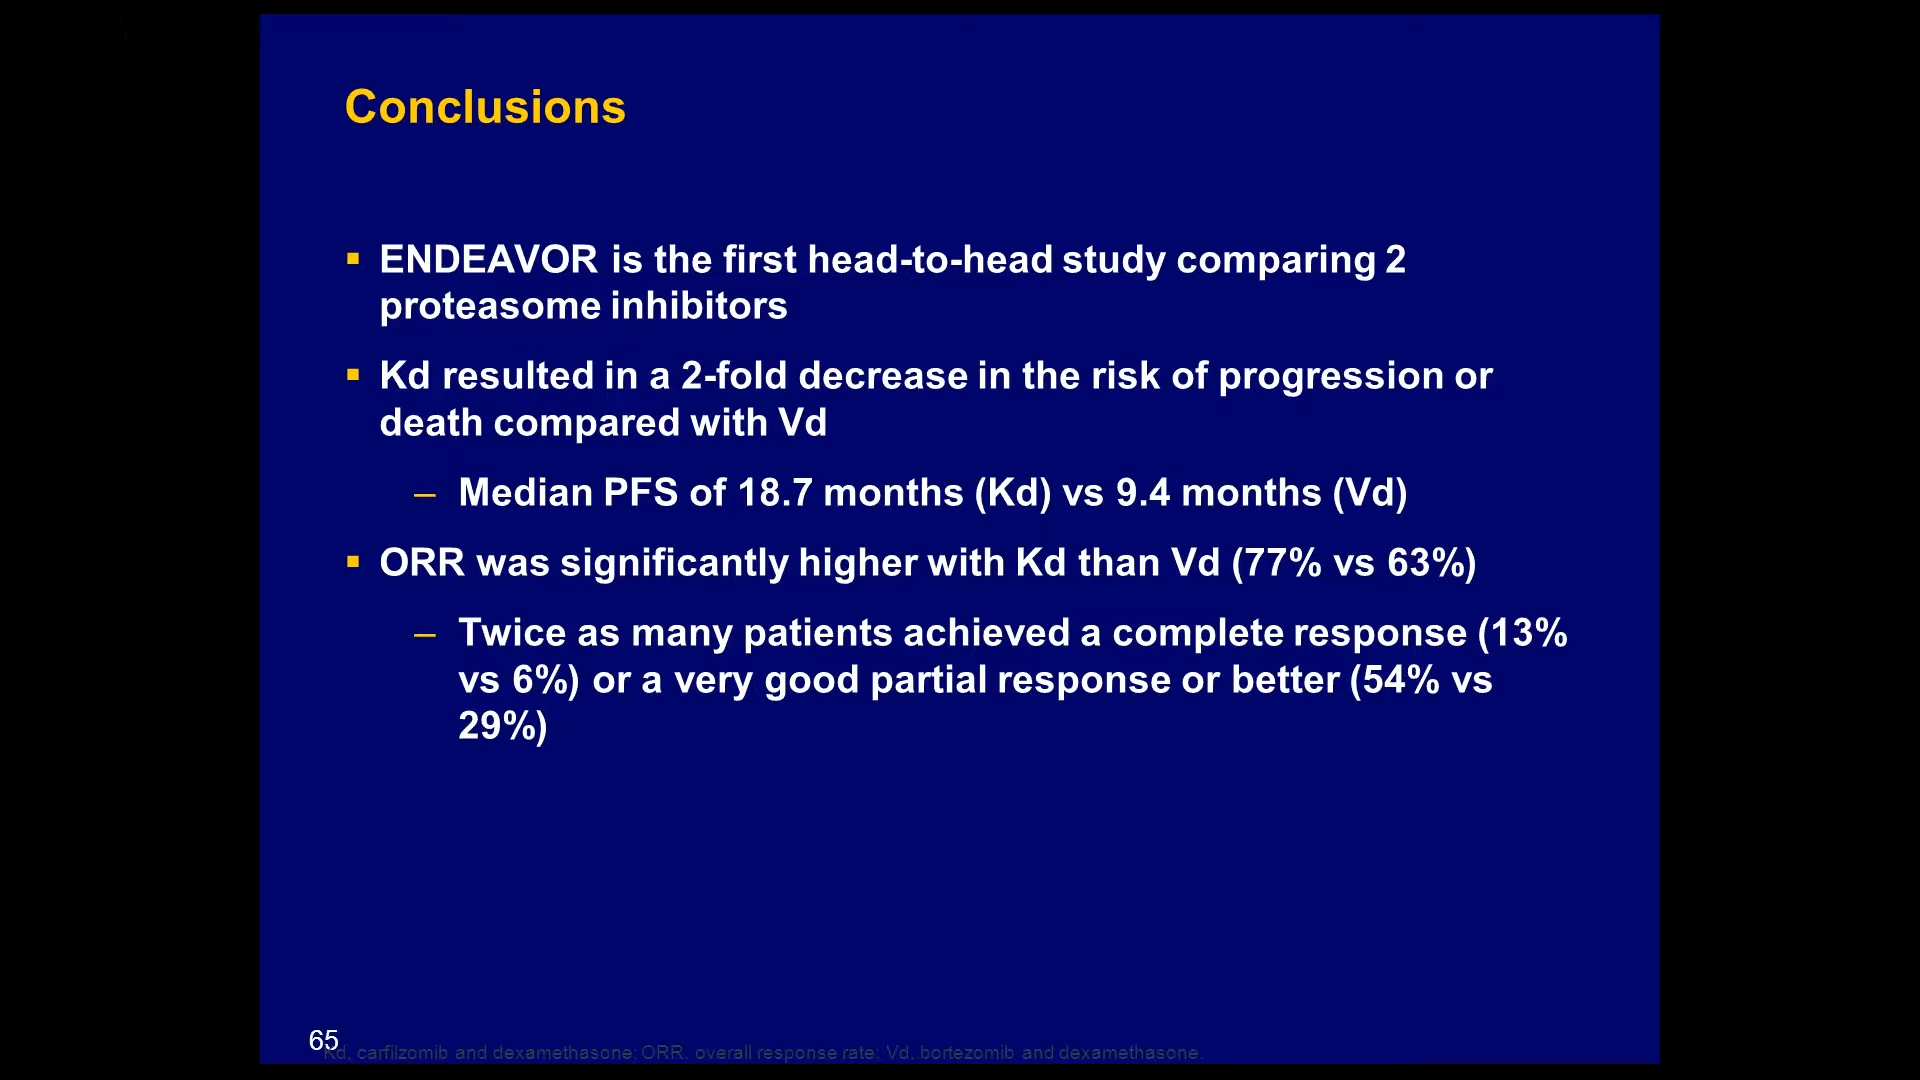 Conclusions
▪ ENDEAVOR is the first head-to-head study comparing 2
proteasome inhibitors
▪ Kd resulted in a 2-fold decrease in the risk of progression or
death compared with Vd
– Median PFS of 18.7 months (Kd) vs 9.4 months (Vd)
▪ ORR was significantly higher with Kd than Vd (77% vs 63%)
– Twice as many patients achieved a complete response (13%
vs 6%) or a very good partial response or better (54% vs
29%)
65
Kd, carfilzomib and dexamethasone; ORR, overall response rate; Vd, bortezomib and dexamethasone.